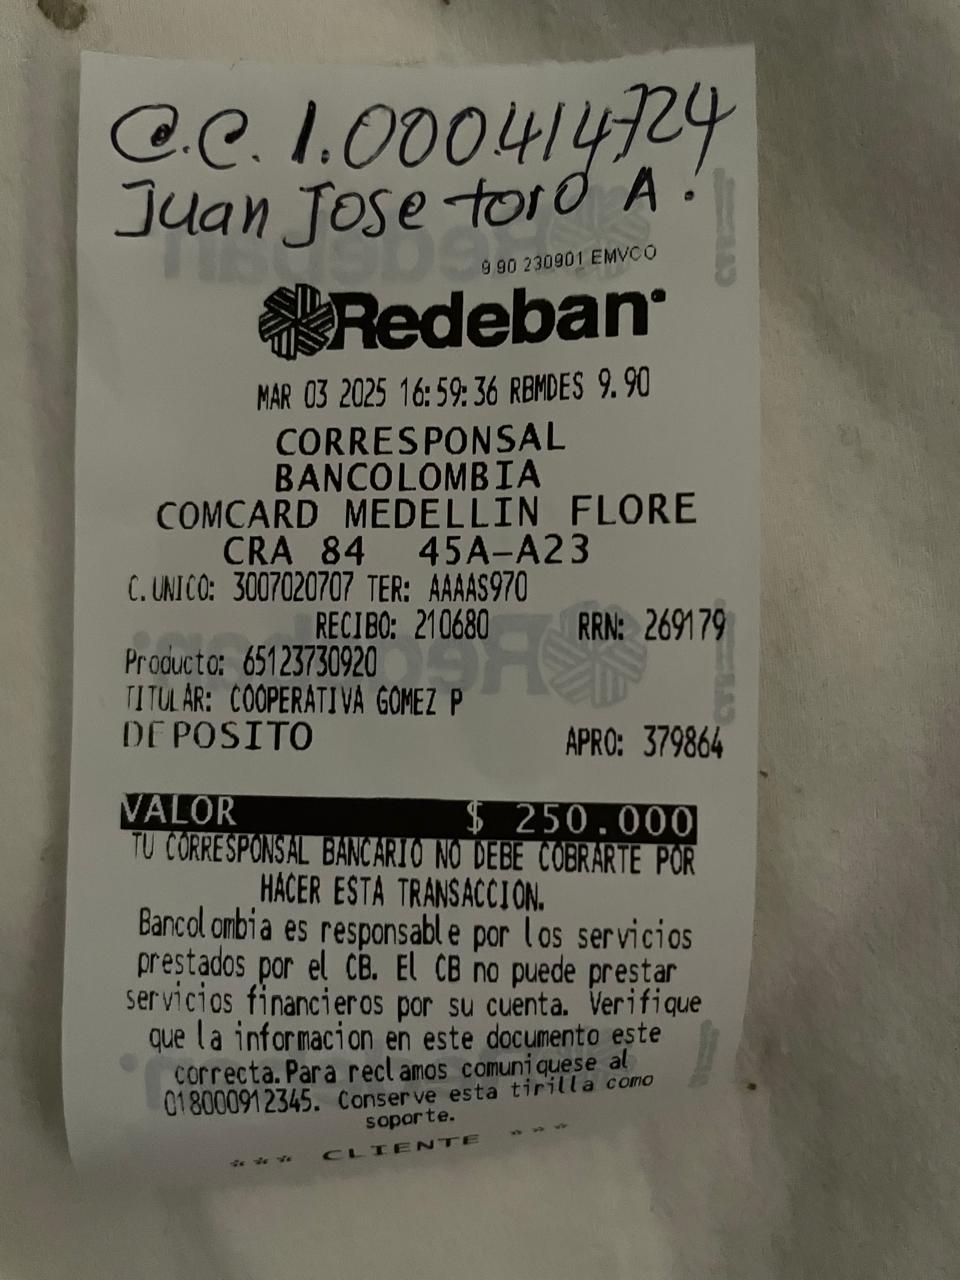 C.C. 1.000.414.724
Juan Jose toro A.
9.90 230901 EMVCO
Redeban
MAR 03 2025 16:59:36 RBMDES 9.90
CORRESPONSAL
BANCOLOMBIA
COMCARD MEDELLIN FLORE
CRA 84 45A-A23
C.UNICO: 3007020707 TER: AAAAS970
RECIBO: 210680 RRN: 269179
Producto: 65123730920
TITULAR: COOPERATIVA GOMEZ P
DEPOSITO APRO: 379864
VALOR $ 250.000
TU CORRESPONSAL BANCARIO NO DEBE COBRARTE POR
HACER ESTA TRANSACCION.
Bancolombia es responsable por los servicios
prestados por el CB. El CB no puede prestar
servicios financieros por su cuenta. Verifique
que la informacion en este documento este
correcta. Para reclamos comuniquese al
018000912345. Conserve esta tirilla como
soporte.
*** CLIENTE ***